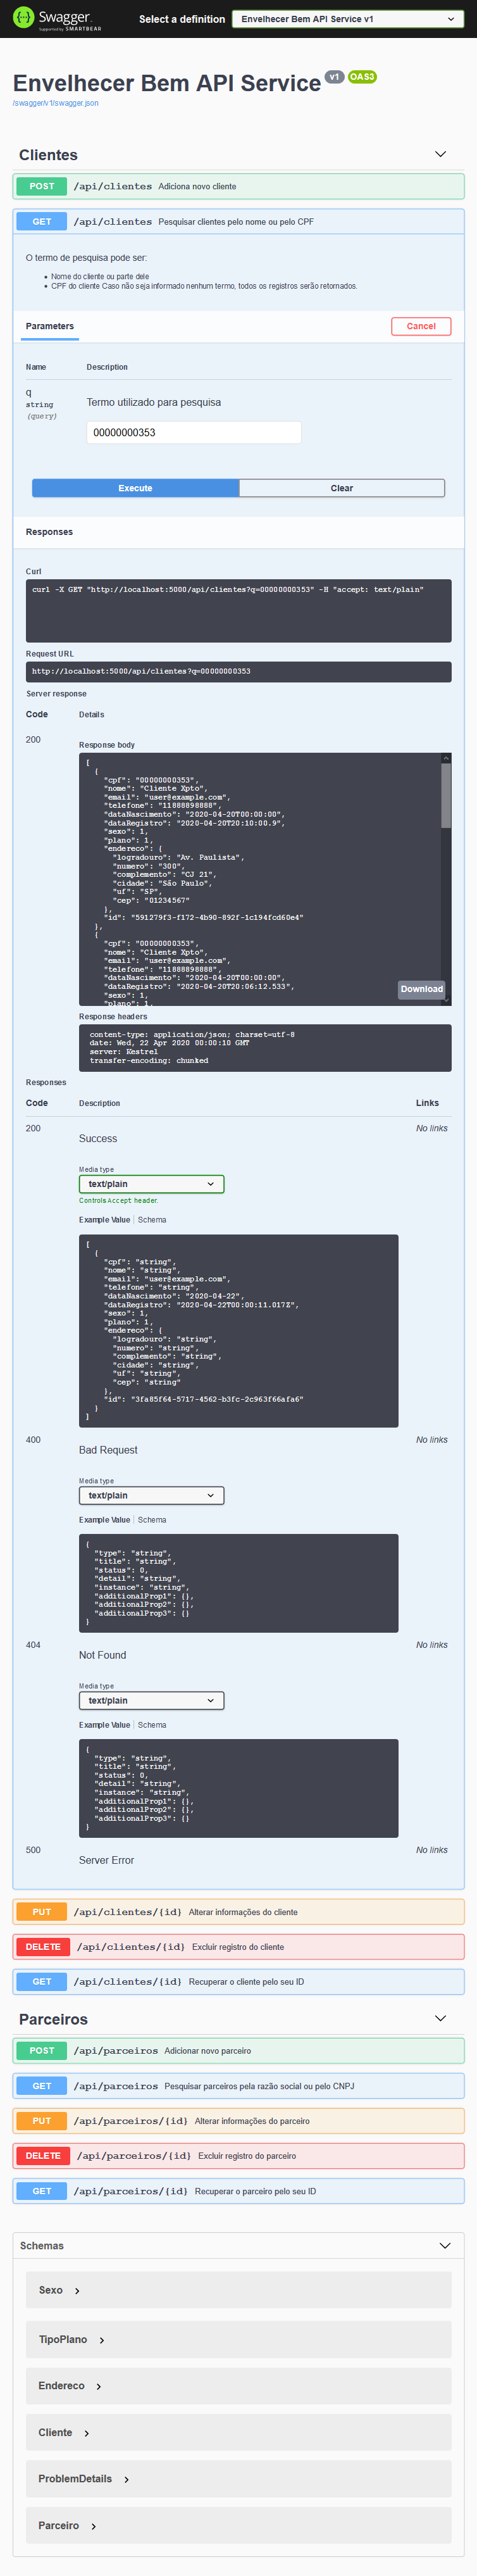 Swagger.
Supported by SMARTBEAR
Select a definition
Envelhecer Bem API Service v1
Envelhecer Bem API Service v1 OAS3
/swagger/v1/swagger.json
Clientes
POST /api/clientes Adiciona novo cliente
GET /api/clientes Pesquisar clientes pelo nome ou pelo CPF
O termo de pesquisa pode ser:
• Nome do cliente ou parte dele
• CPF do cliente Caso não seja informado nenhum termo, todos os registros serão retornados.
Parameters
Cancel
Name Description
q
string
(query)
Termo utilizado para pesquisa
00000000353
Execute Clear
Responses
Curl
curl -X GET "http://localhost:5000/api/clientes?q=00000000353" -H "accept: text/plain"
Request URL
http://localhost:5000/api/clientes?q=00000000353
Server response
Code Details
200
Response body
[
{
"cpf": "00000000353",
"nome": "Cliente Xpto",
"email": "user@example.com",
"telefone": "11888898888",
"dataNascimento": "2020-04-20T00:00:00",
"dataRegistro": "2020-04-20T20:10:00.9",
"sexo": 1,
"plano": 1,
"endereco": {
"logradouro": "Av. Paulista",
"numero": "300",
"complemento": "CJ 21",
"cidade": "São Paulo",
"uf": "SP",
"cep": "01234567"
},
"id": "591279f3-f172-4b90-892f-1c194fcd60e4"
},
{
"cpf": "00000000353",
"nome": "Cliente Xpto",
"email": "user@example.com",
"telefone": "11888898888",
"dataNascimento": "2020-04-20T00:00:00",
"dataRegistro": "2020-04-20T20:06:12.533",
"sexo": 1,
"plano": 1,
Download
Response headers
content-type: application/json; charset=utf-8
date: Wed, 22 Apr 2020 00:00:10 GMT
server: Kestrel
transfer-encoding: chunked
Responses
Code Description Links
200
Success
No links
Media type
text/plain
Controls Accept header.
Example Value | Schema
[
{
"cpf": "string",
"nome": "string",
"email": "user@example.com",
"telefone": "string",
"dataNascimento": "2020-04-22",
"dataRegistro": "2020-04-22T00:00:11.017Z",
"sexo": 1,
"plano": 1,
"endereco": {
"logradouro": "string",
"numero": "string",
"complemento": "string",
"cidade": "string",
"uf": "string",
"cep": "string"
},
"id": "3fa85f64-5717-4562-b3fc-2c963f66afa6"
}
]
400
Bad Request
No links
Media type
text/plain
Example Value | Schema
{
"type": "string",
"title": "string",
"status": 0,
"detail": "string",
"instance": "string",
"additionalProp1": {},
"additionalProp2": {},
"additionalProp3": {}
}
404
Not Found
No links
Media type
text/plain
Example Value | Schema
{
"type": "string",
"title": "string",
"status": 0,
"detail": "string",
"instance": "string",
"additionalProp1": {},
"additionalProp2": {},
"additionalProp3": {}
}
500
Server Error
No links
PUT /api/clientes/{id} Alterar informações do cliente
DELETE /api/clientes/{id} Excluir registro do cliente
GET /api/clientes/{id} Recuperar o cliente pelo seu ID
Parceiros
POST /api/parceiros Adicionar novo parceiro
GET /api/parceiros Pesquisar parceiros pela razão social ou pelo CNPJ
PUT /api/parceiros/{id} Alterar informações do parceiro
DELETE /api/parceiros/{id} Excluir registro do parceiro
GET /api/parceiros/{id} Recuperar o parceiro pelo seu ID
Schemas
Sexo
TipoPlano
Endereco
Cliente
ProblemDetails
Parceiro